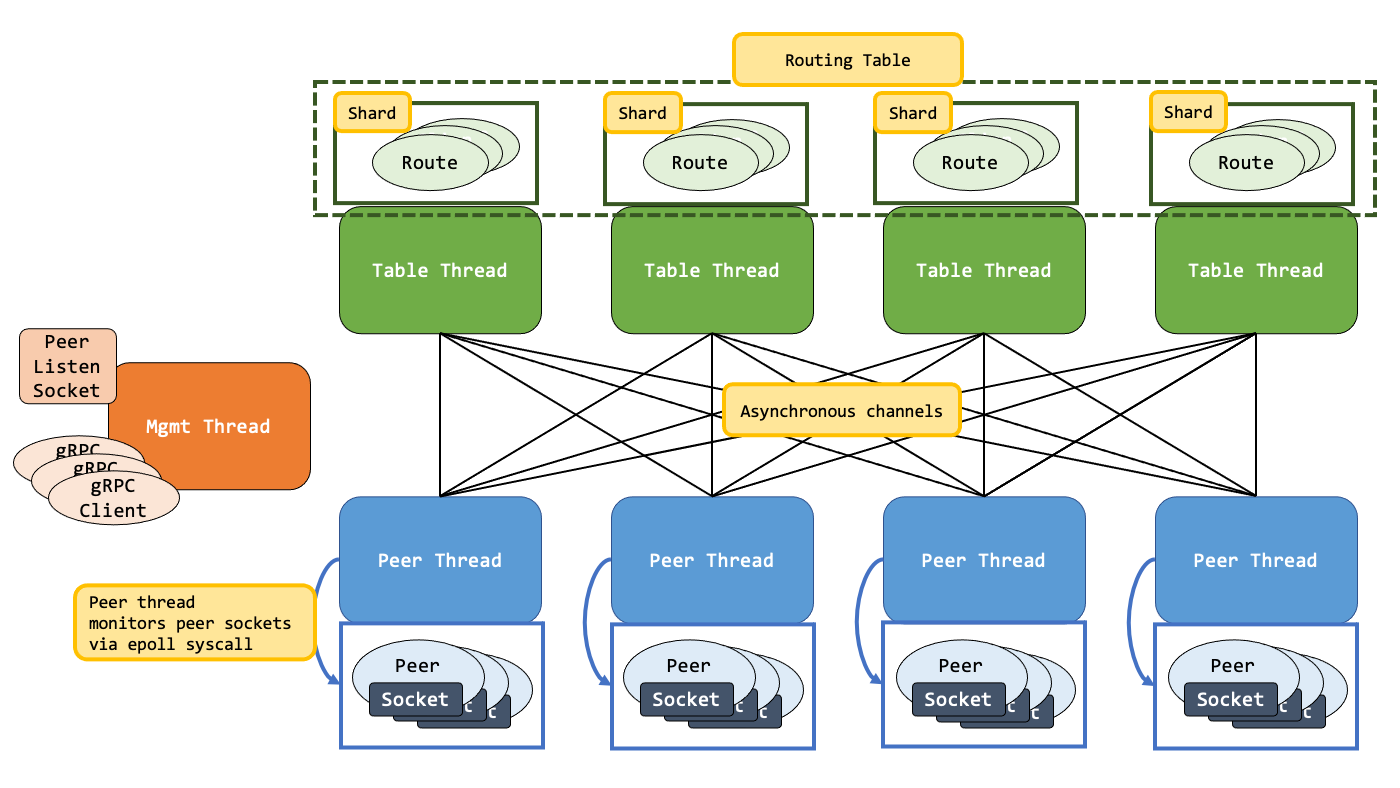 Routing Table
Shard
Shard
Shard
Shard
Route
Route
Route
Route
Table Thread
Table Thread
Table Thread
Table Thread
Peer
Listen
Socket
Mgmt Thread
Asynchronous channels
gRPC
gRPC
gRPC
Client
Peer Thread
Peer Thread
Peer Thread
Peer Thread
Peer thread
monitors peer sockets
via epoll syscall
Peer
Peer
Peer
Peer
Socket
Socket
Socket
Socket